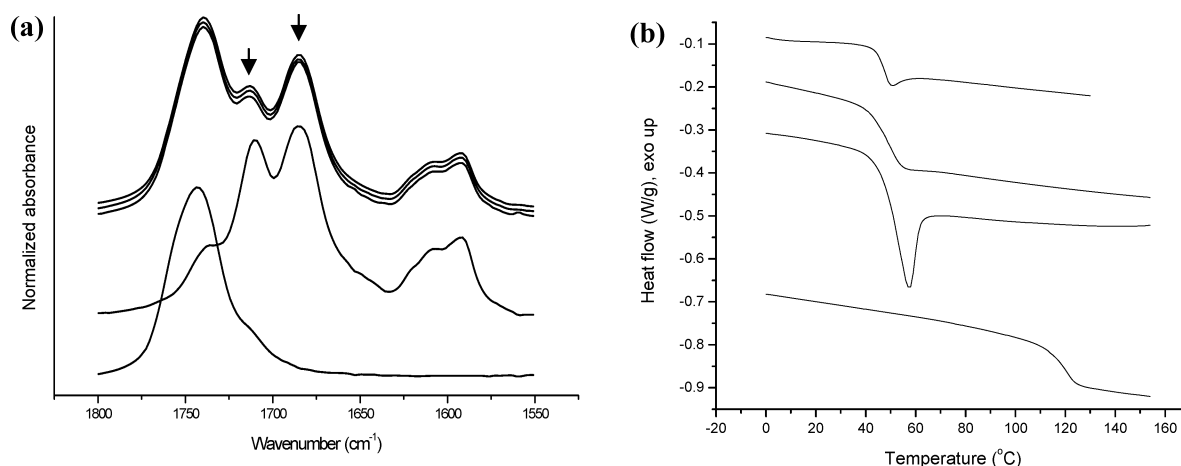 (a)
Normalized absorbance
1800 1750 1700 1650 1600 1550
Wavenumber (cm⁻¹)
(b)
Heat flow (W/g), exo up
-0.1
-0.2
-0.3
-0.4
-0.5
-0.6
-0.7
-0.8
-0.9
-20 0 20 40 60 80 100 120 140 160
Temperature (°C)